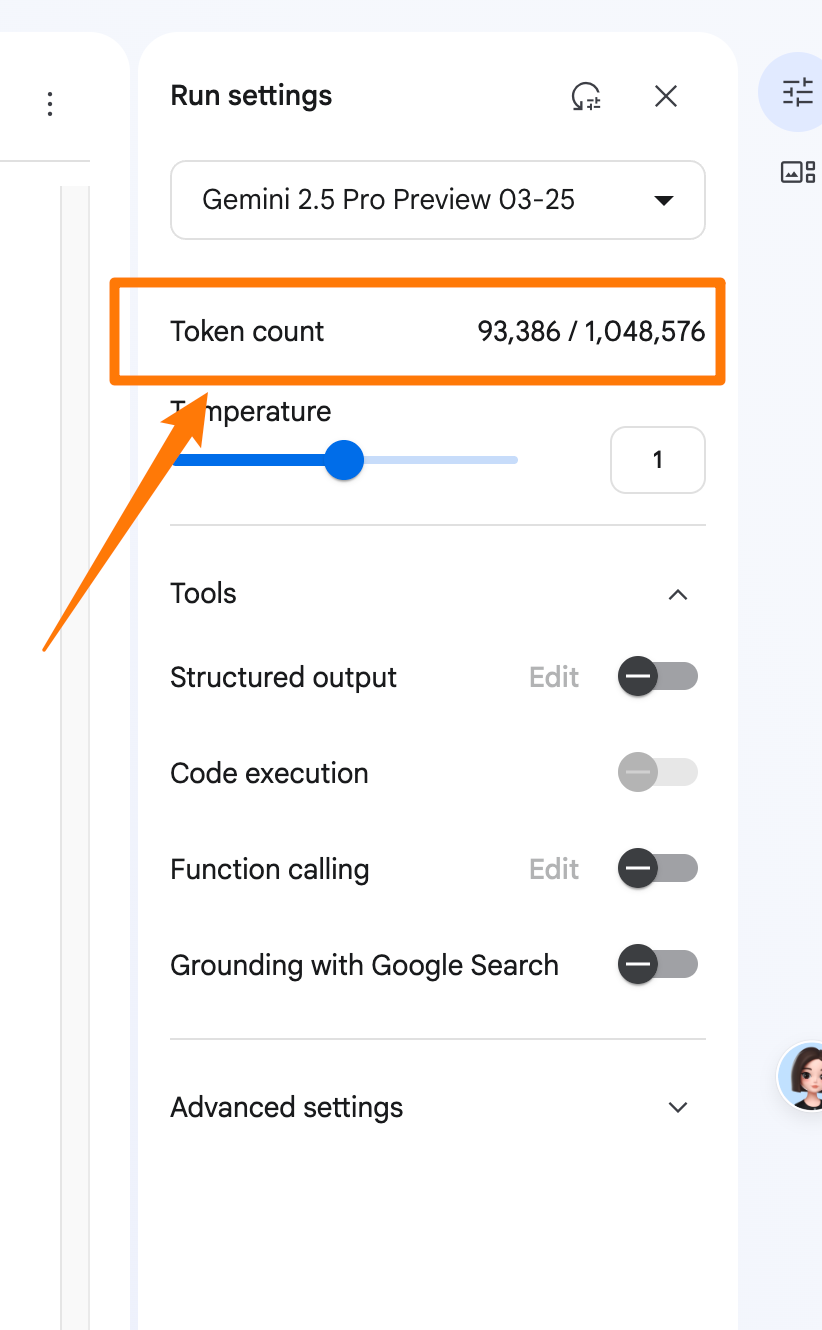 Run settings
Gemini 2.5 Pro Preview 03-25
Token count 93,386 / 1,048,576
Temperature
1
Tools
Structured output Edit
Code execution
Function calling Edit
Grounding with Google Search
Advanced settings